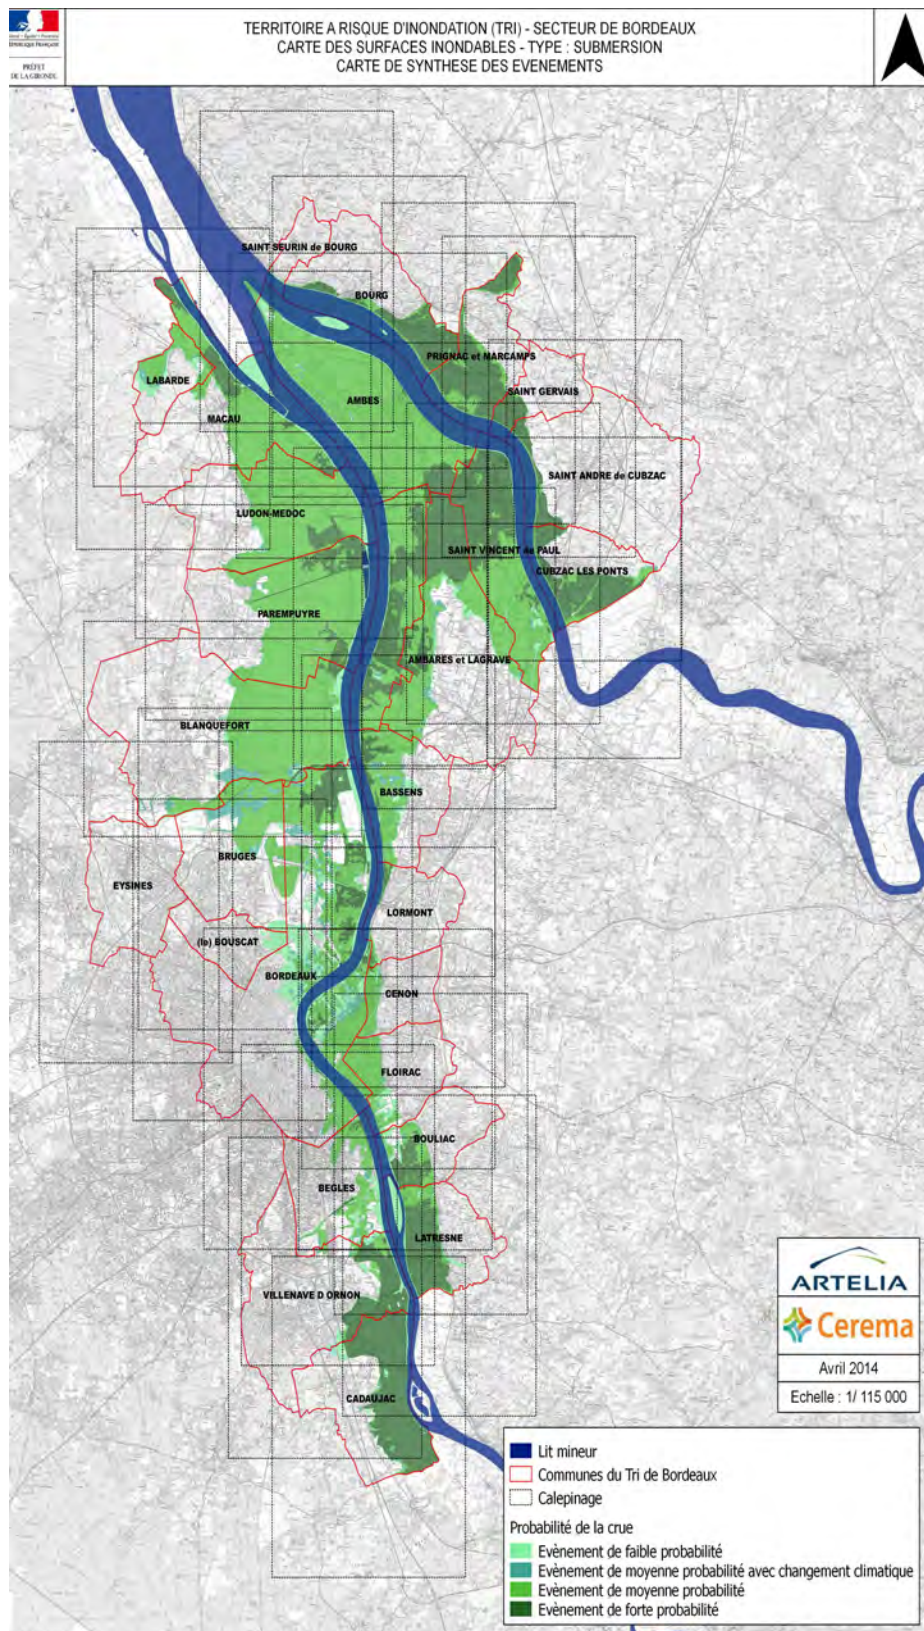 TERRITOIRE A RISQUE D'INONDATION (TRI) - SECTEUR DE BORDEAUX
CARTE DES SURFACES INONDABLES - TYPE : SUBMERSION
CARTE DE SYNTHESE DES EVENEMENTS
RÉPUBLIQUE FRANÇAISE
PRÉFET
DE LA GIRONDE
SAINT SEURIN de BOURG
BOURG
PRIGNAC et MARCAMPS
LABARDE
SAINT GERVAIS
AMBES
MACAU
SAINT ANDRE de CUBZAC
LUDON-MEDOC
SAINT VINCENT de PAUL
CUBZAC LES PONTS
PAREMPUYRE
AMBARES et LAGRAVE
BLANQUEFORT
BASSENS
BRUGES
EYSINES
LORMONT
(le) BOUSCAT
BORDEAUX
CENON
FLOIRAC
BOULIAC
BEGLES
LATRESNE
VILLENAVE D ORNON
CADAUJAC
ARTELIA
Cerema
Avril 2014
Echelle : 1/ 115 000
Lit mineur
Communes du Tri de Bordeaux
Calepinage
Probabilité de la crue
Evènement de faible probabilité
Evènement de moyenne probabilité avec changement climatique
Evènement de moyenne probabilité
Evènement de forte probabilité